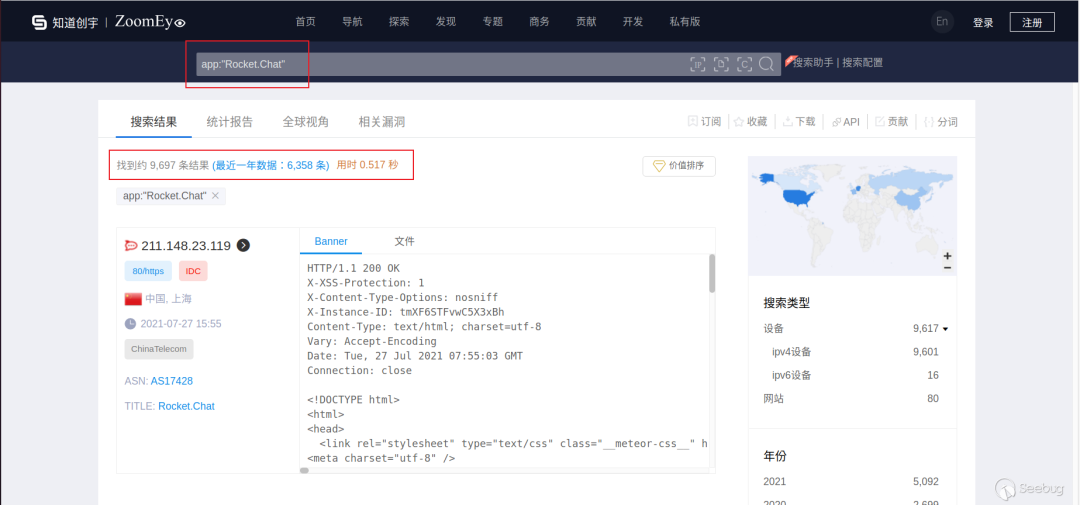 知道创宇 | ZoomEye
首页 导航 探索 发现 专题 商务 贡献 开发 私有版
En 登录 注册
app:"Rocket.Chat"
搜索助手 | 搜索配置
搜索结果 统计报告 全球视角 相关漏洞
订阅 收藏 下载 API 贡献 分词
找到约 9,697 条结果 (最近一年数据：6,358 条) 用时 0.517 秒
价值排序
app:"Rocket.Chat" ×
211.148.23.119
80/https IDC
中国, 上海
2021-07-27 15:55
ChinaTelecom
ASN: AS17428
TITLE: Rocket.Chat
Banner 文件
HTTP/1.1 200 OK
X-XSS-Protection: 1
X-Content-Type-Options: nosniff
X-Instance-ID: tmXF6STFvwC5X3xBh
Content-Type: text/html; charset=utf-8
Vary: Accept-Encoding
Date: Tue, 27 Jul 2021 07:55:03 GMT
Connection: close
<!DOCTYPE html>
<html>
<head>
<link rel="stylesheet" type="text/css" class="__meteor-css__" h
<meta charset="utf-8" />
+
−
搜索类型
设备 9,617
ipv4设备 9,601
ipv6设备 16
网站 80
年份
2021 5,092
2020 2,699
Seebug